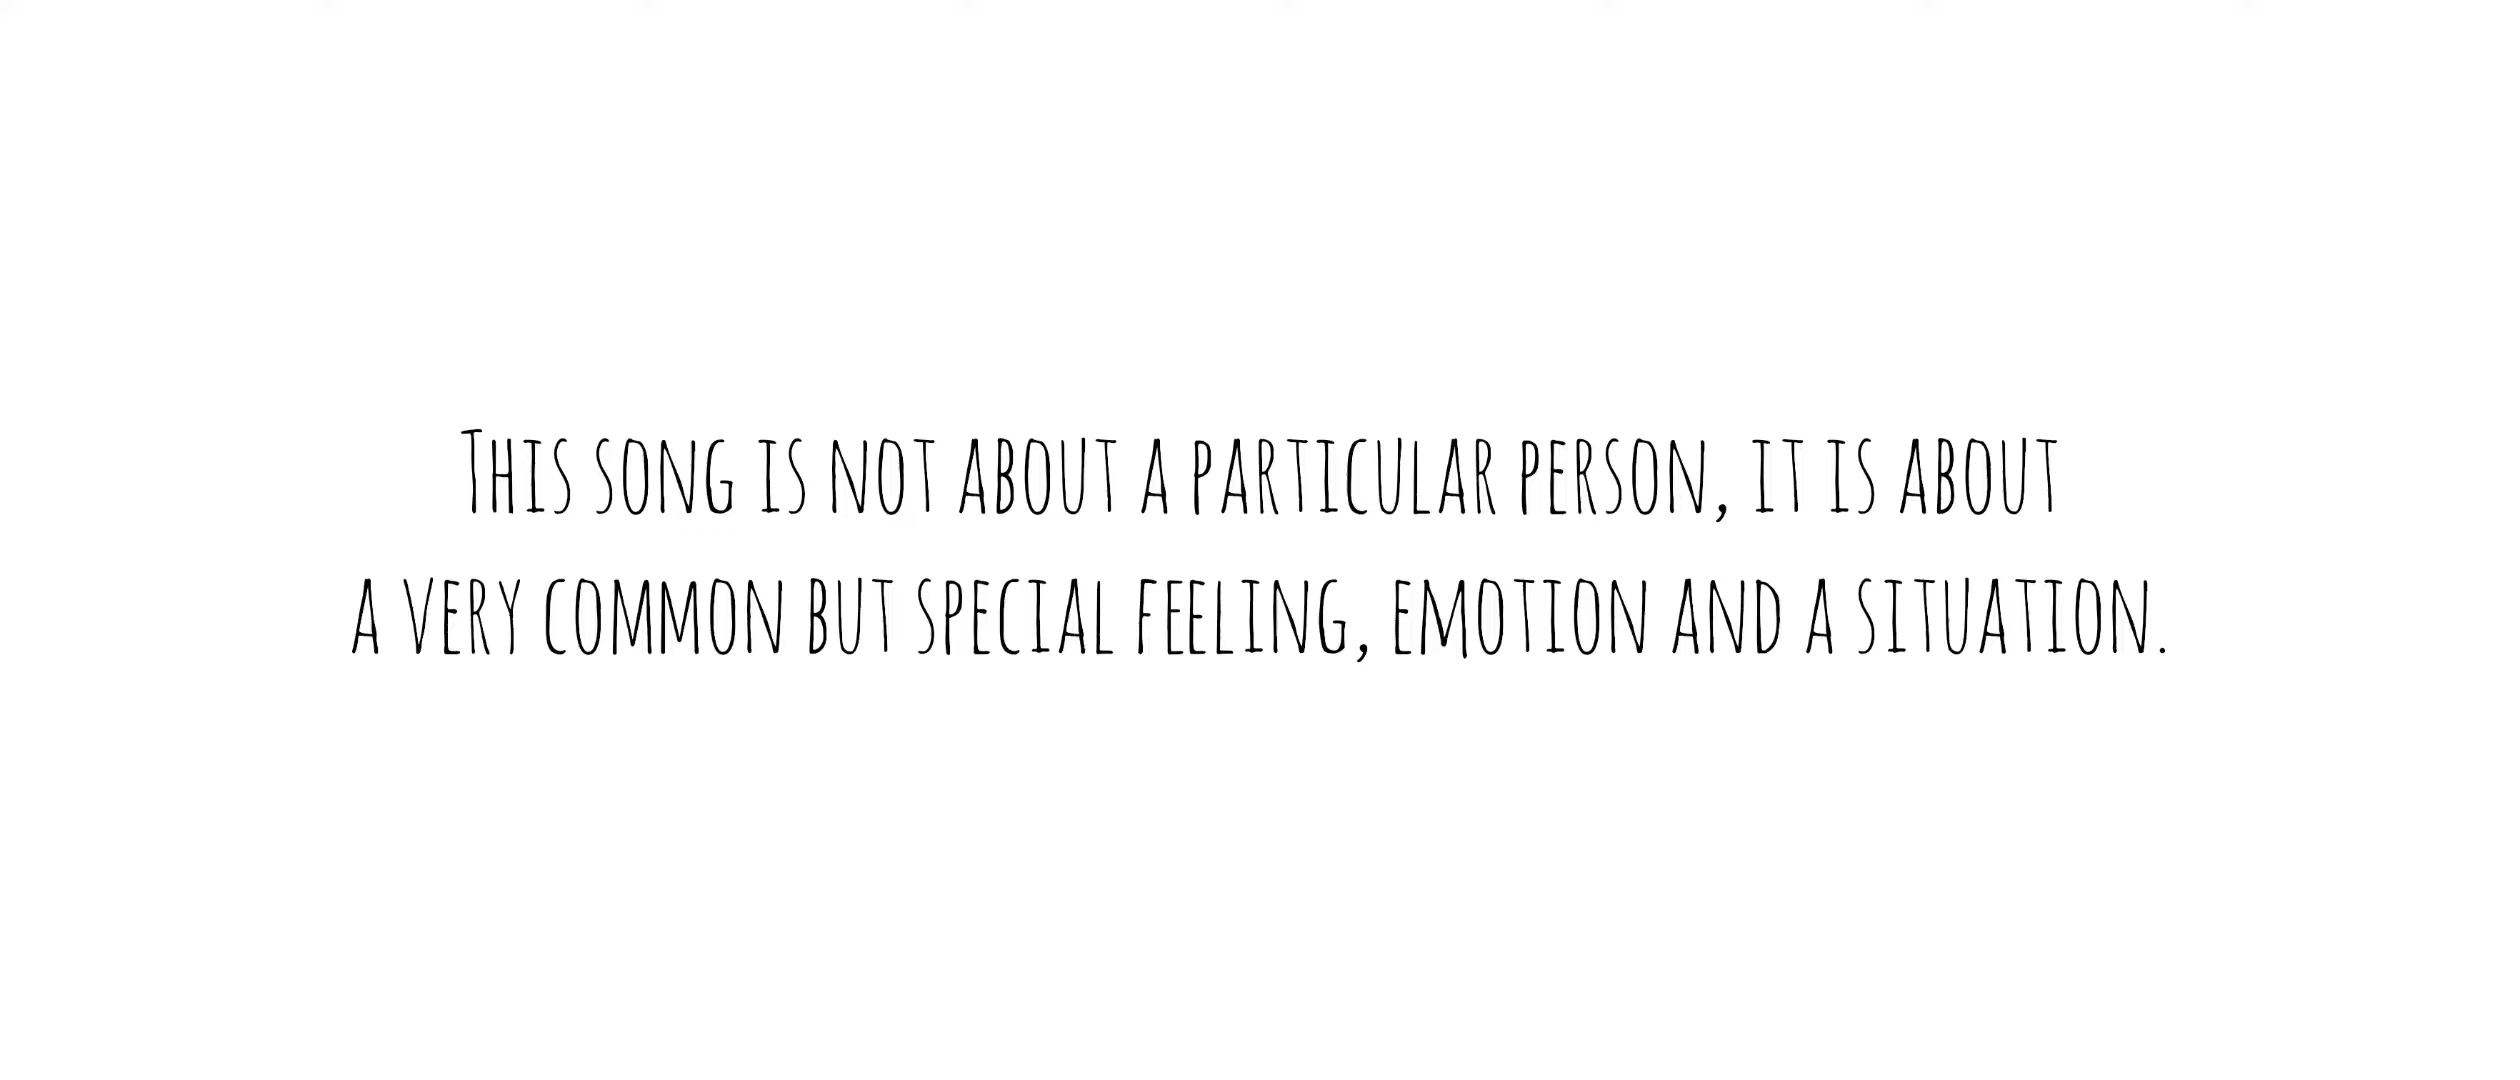 This song is not about a particular person, it is about
a very common but special feeling, emotion and a situation.